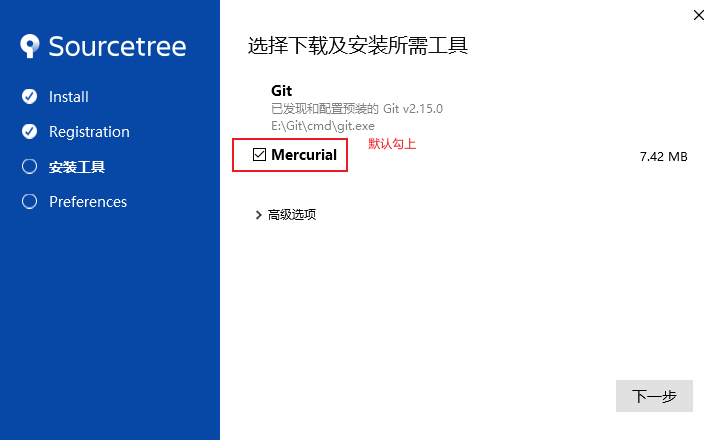 Sourcetree
Install
Registration
安装工具
Preferences
选择下载及安装所需工具
Git
已发现和配置预装的 Git v2.15.0
E:\Git\cmd\git.exe
Mercurial
默认勾上
7.42 MB
高级选项
下一步